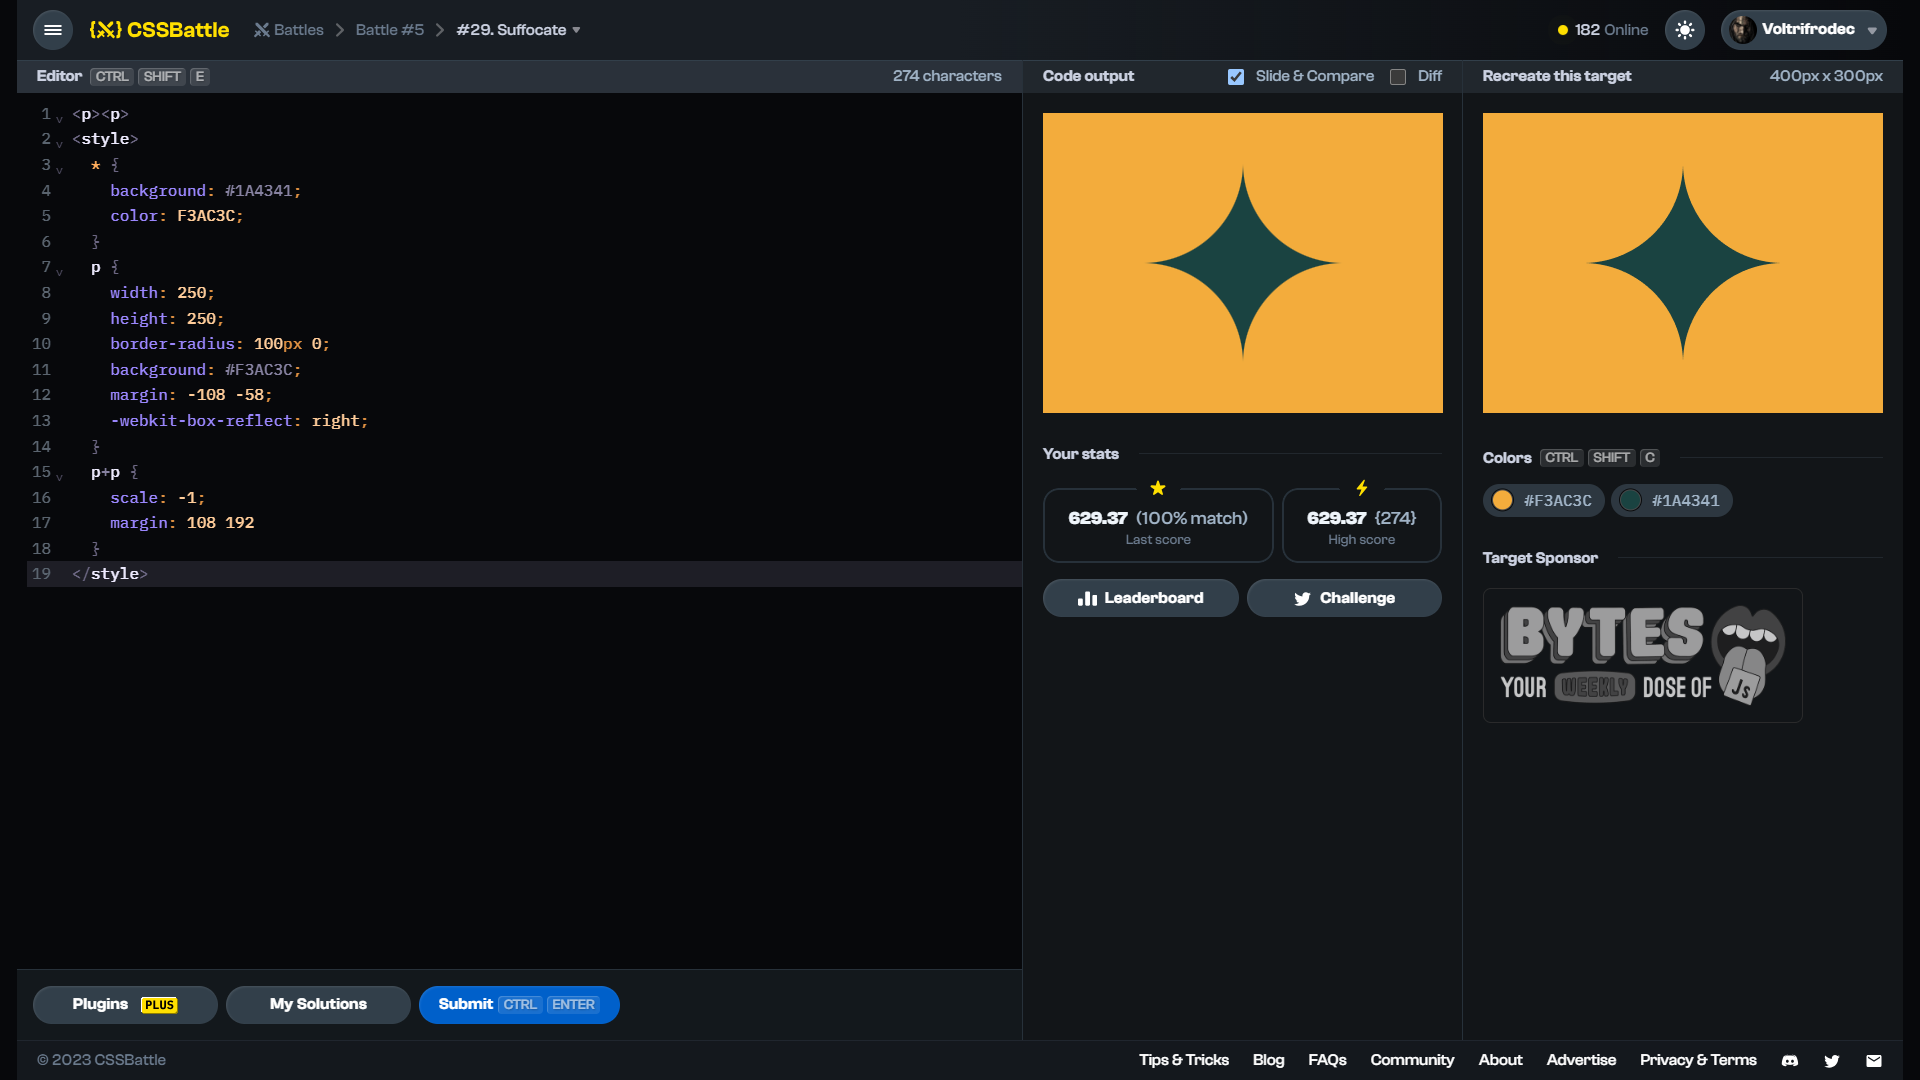 {X} CSSBattle
Battles
Battle #5
#29. Suffocate
182 Online
Voltrifrodec
Editor CTRL SHIFT E
274 characters
1 <p><p>
2 <style>
3 * {
4 background: #1A4341;
5 color: F3AC3C;
6 }
7 p {
8 width: 250;
9 height: 250;
10 border-radius: 100px 0;
11 background: #F3AC3C;
12 margin: -108 -58;
13 -webkit-box-reflect: right;
14 }
15 p+p {
16 scale: -1;
17 margin: 108 192
18 }
19 </style>
Plugins PLUS
My Solutions
Submit CTRL ENTER
Code output
Slide & Compare
Diff
Your stats
629.37 (100% match)
Last score
629.37 {274}
High score
Leaderboard
Challenge
Recreate this target
400px x 300px
Colors CTRL SHIFT C
#F3AC3C
#1A4341
Target Sponsor
BYTES
YOUR WEEKLY DOSE OF JS
© 2023 CSSBattle
Tips & Tricks
Blog
FAQs
Community
About
Advertise
Privacy & Terms